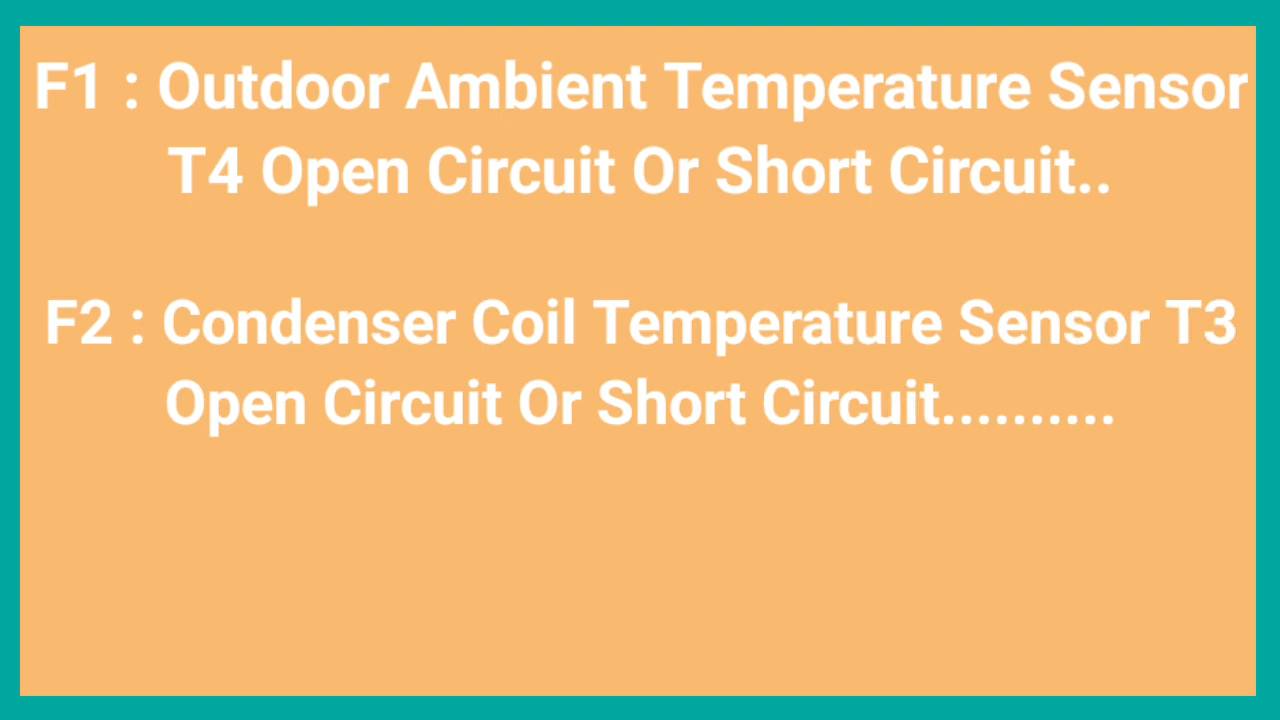 F1 : Outdoor Ambient Temperature Sensor
T4 Open Circuit Or Short Circuit..
F2 : Condenser Coil Temperature Sensor T3
Open Circuit Or Short Circuit..........